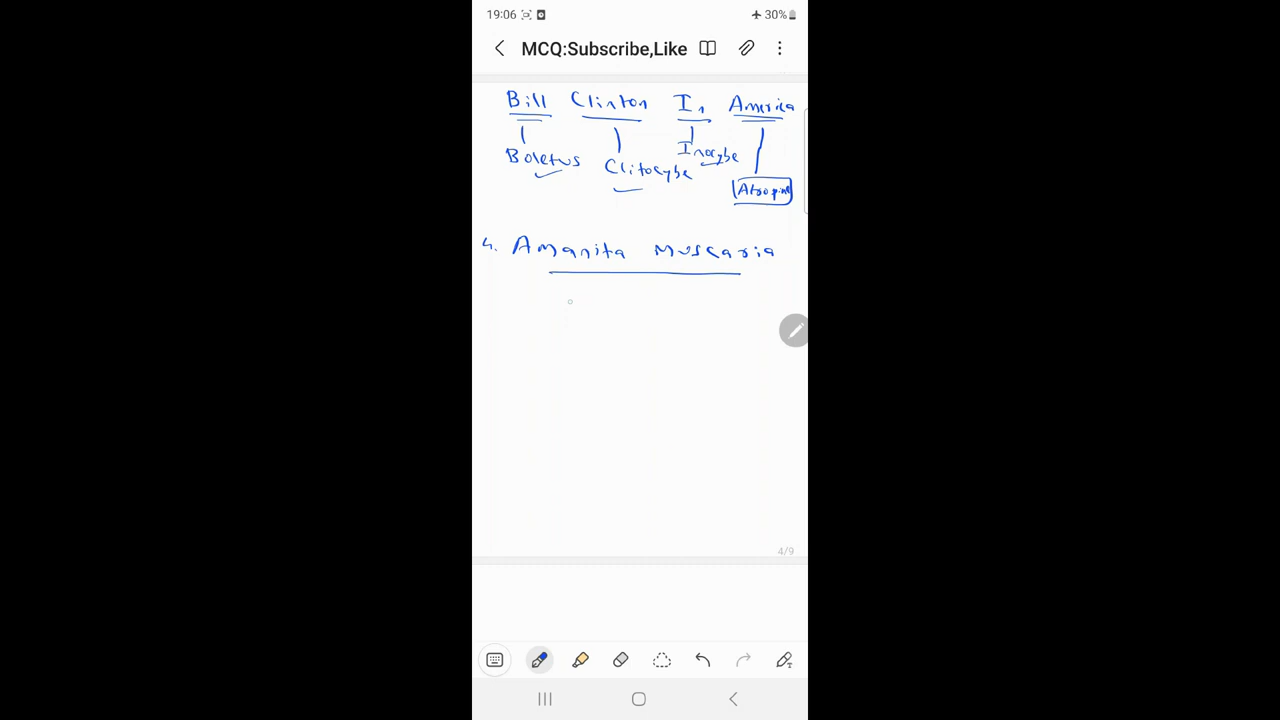 19:06 30%
MCQ:Subscribe,Like
Bill Clinton In America
Boletus Clitocybe Inocybe
Atropine
4. Amanita Muscaria
4/9